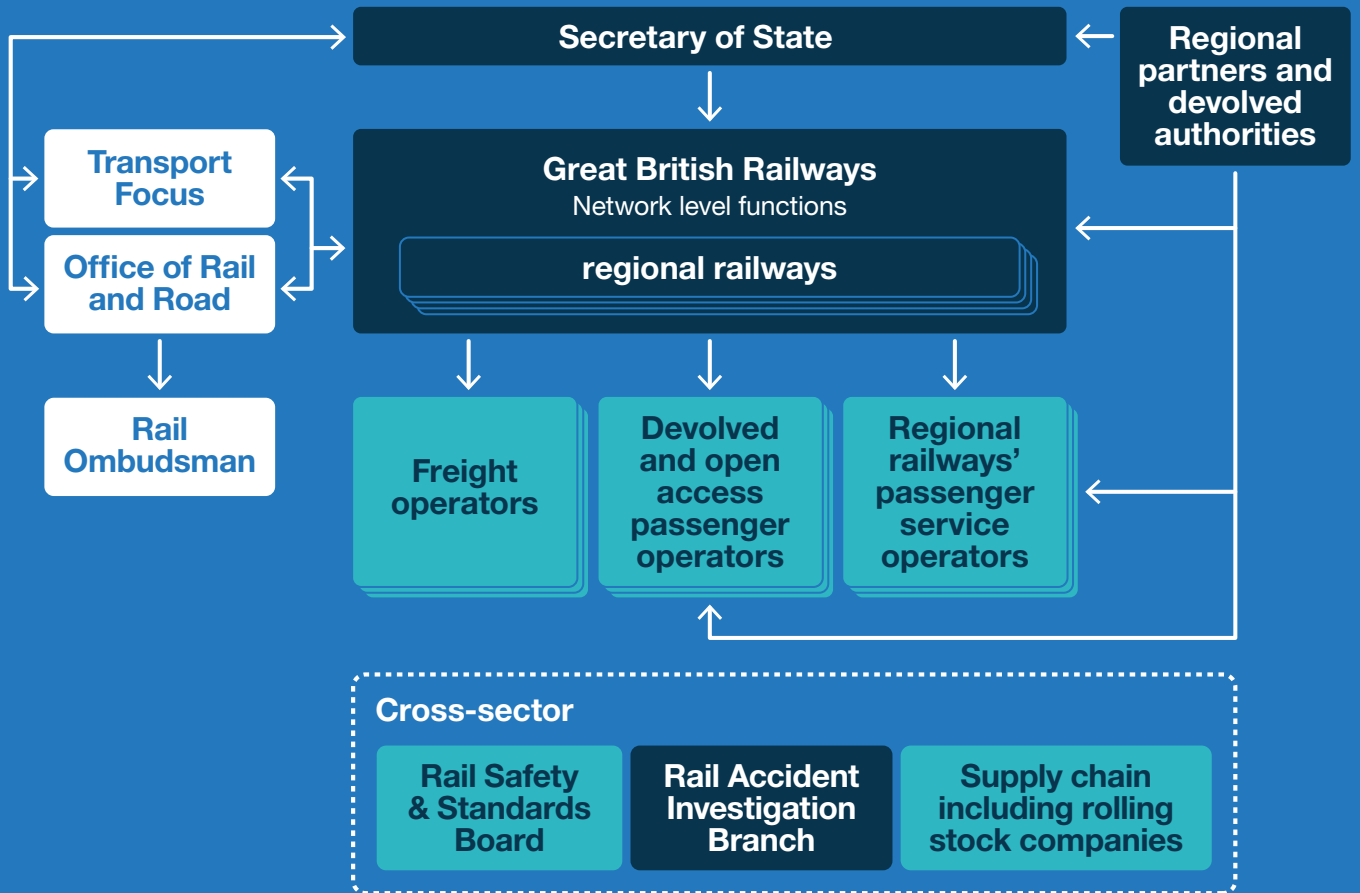 Secretary of State
Regional
partners and
devolved
authorities
Transport
Focus
Great British Railways
Network level functions
regional railways
Office of Rail
and Road
Rail
Ombudsman
Freight
operators
Devolved
and open
access
passenger
operators
Regional
railways’
passenger
service
operators
Cross-sector
Rail Safety
& Standards
Board
Rail Accident
Investigation
Branch
Supply chain
including rolling
stock companies